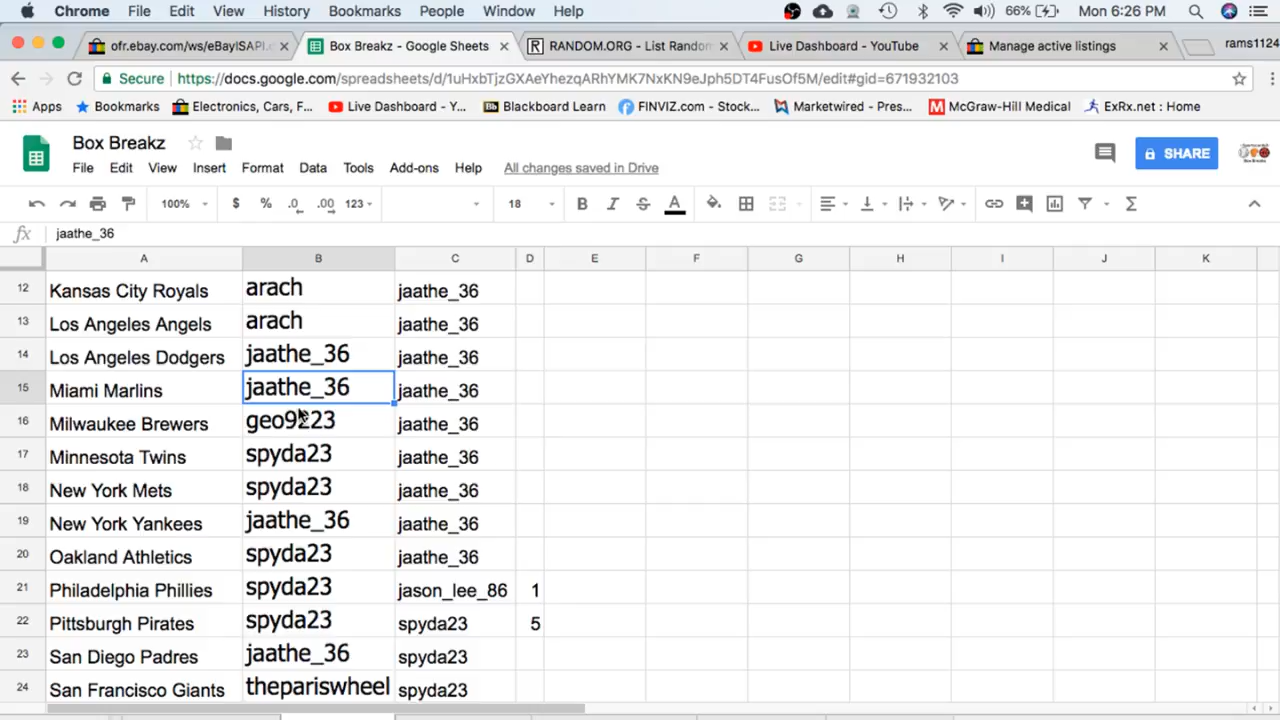 Chrome File Edit View History Bookmarks People Window Help 66% Mon 6:26 PM
ofr.ebay.com/ws/eBayISAPI.c Box Breakz - Google Sheets RANDOM.ORG - List Random Live Dashboard - YouTube Manage active listings rams1124
Secure https://docs.google.com/spreadsheets/d/1uHxbTjzGXAeYhezqARhYMK7NxKN9eJph5DT4FusOf5M/edit#gid=671932103
Apps Bookmarks Electronics, Cars, F... Live Dashboard - Y... Bb Blackboard Learn FINVIZ.com - Stock... Marketwired - Pres... M McGraw-Hill Medical ExRx.net : Home
Box Breakz
SHARE
File Edit View Insert Format Data Tools Add-ons Help All changes saved in Drive
100% $ % .0 .00 123 18 B I S A
fx jaathe_36
A B C D E F G H I J K
12 Kansas City Royals arach jaathe_36
13 Los Angeles Angels arach jaathe_36
14 Los Angeles Dodgers jaathe_36 jaathe_36
15 Miami Marlins jaathe_36 jaathe_36
16 Milwaukee Brewers geo9223 jaathe_36
17 Minnesota Twins spyda23 jaathe_36
18 New York Mets spyda23 jaathe_36
19 New York Yankees jaathe_36 jaathe_36
20 Oakland Athletics spyda23 jaathe_36
21 Philadelphia Phillies spyda23 jason_lee_86 1
22 Pittsburgh Pirates spyda23 spyda23 5
23 San Diego Padres jaathe_36 spyda23
24 San Francisco Giants thepariswheel spyda23